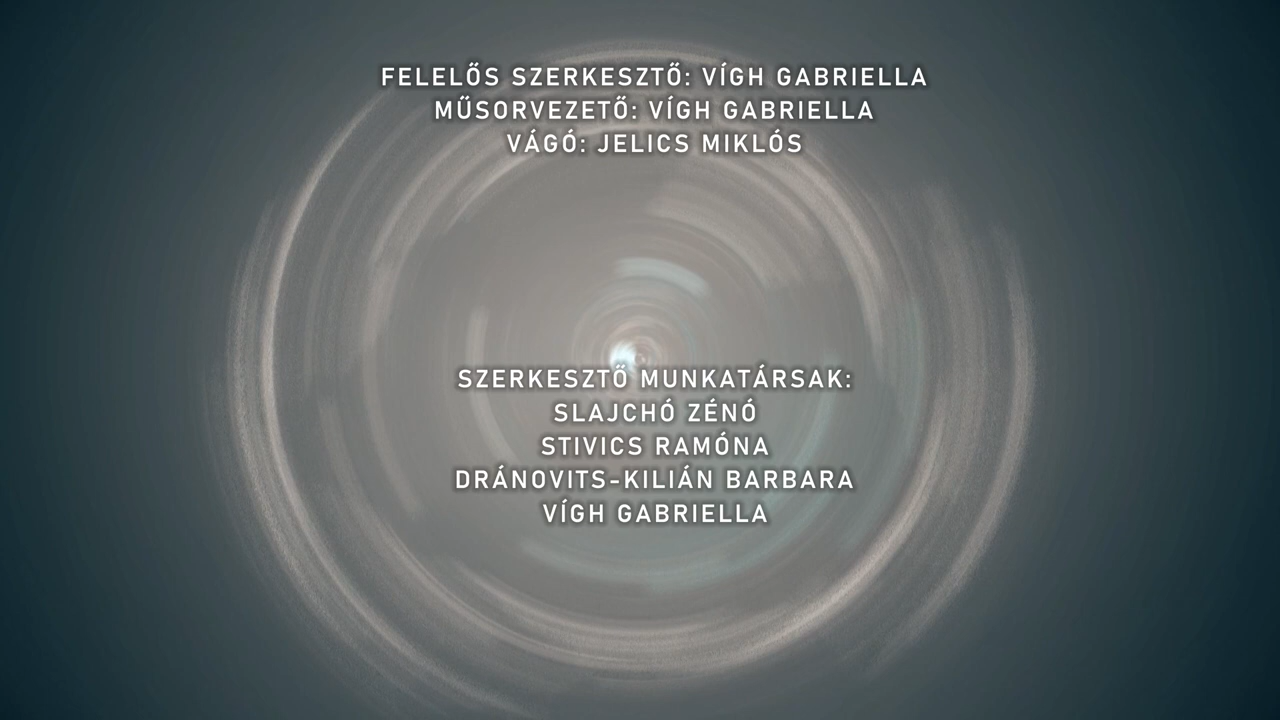 FELELŐS SZERKESZTŐ: VÍGH GABRIELLA
MŰSORVEZETŐ: VÍGH GABRIELLA
VÁGÓ: JELICS MIKLÓS
SZERKESZTŐ MUNKATÁRSAK:
SLAJCHÓ ZÉNÓ
STIVICS RAMÓNA
DRÁNOVITS-KILIÁN BARBARA
VÍGH GABRIELLA